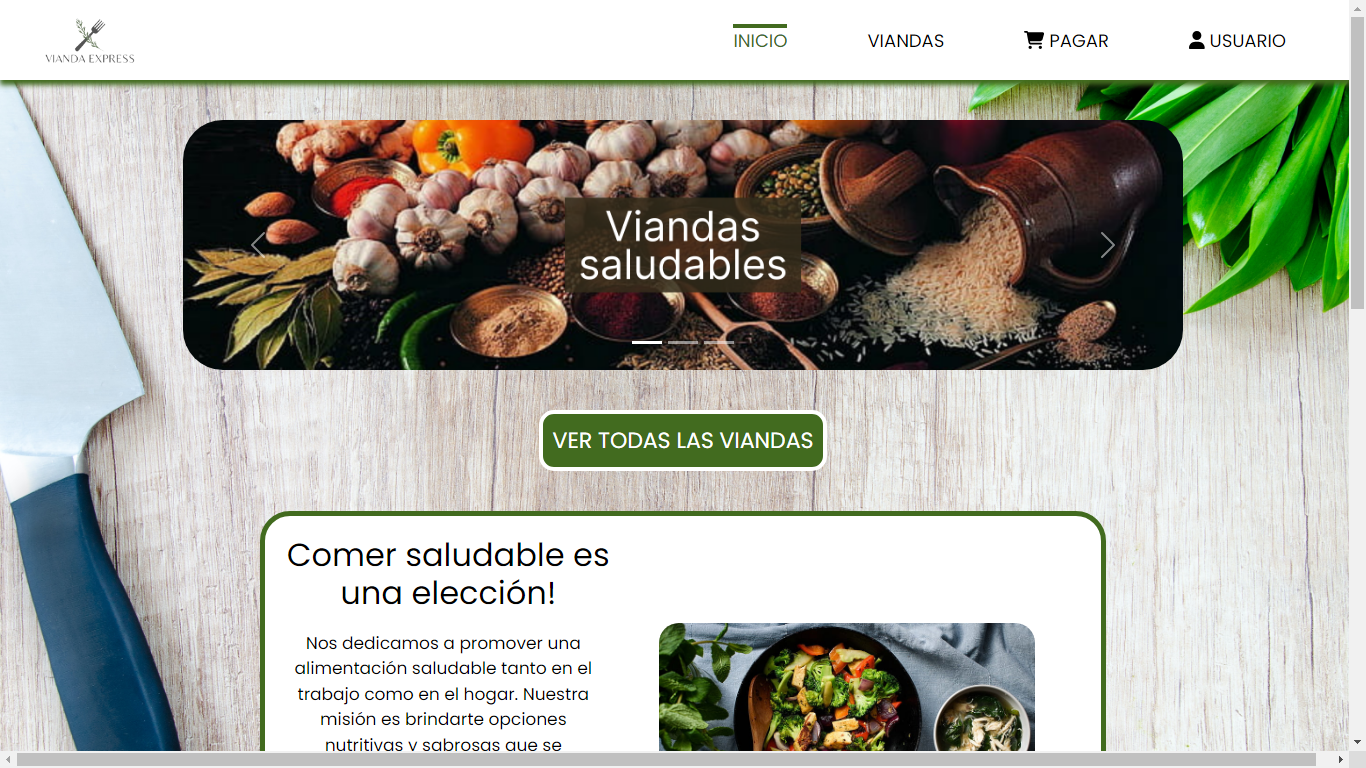 VIANDA EXPRESS
INICIO
VIANDAS
PAGAR
USUARIO
Viandas
saludables
VER TODAS LAS VIANDAS
Comer saludable es
una elección!
Nos dedicamos a promover una
alimentación saludable tanto en el
trabajo como en el hogar. Nuestra
misión es brindarte opciones
nutritivas y sabrosas que se